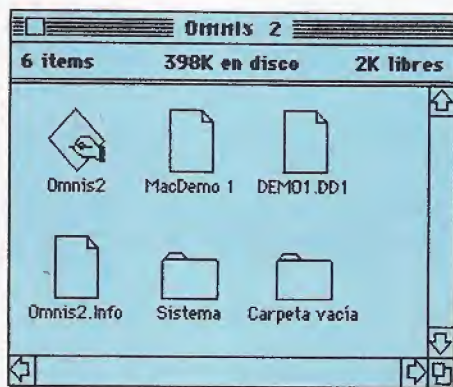 Omnis 2
6 items 398K en disco 2K libres
Omnis2 MacDemo 1 DEMO1.DD1
Omnis2.Info Sistema Carpeta vacía